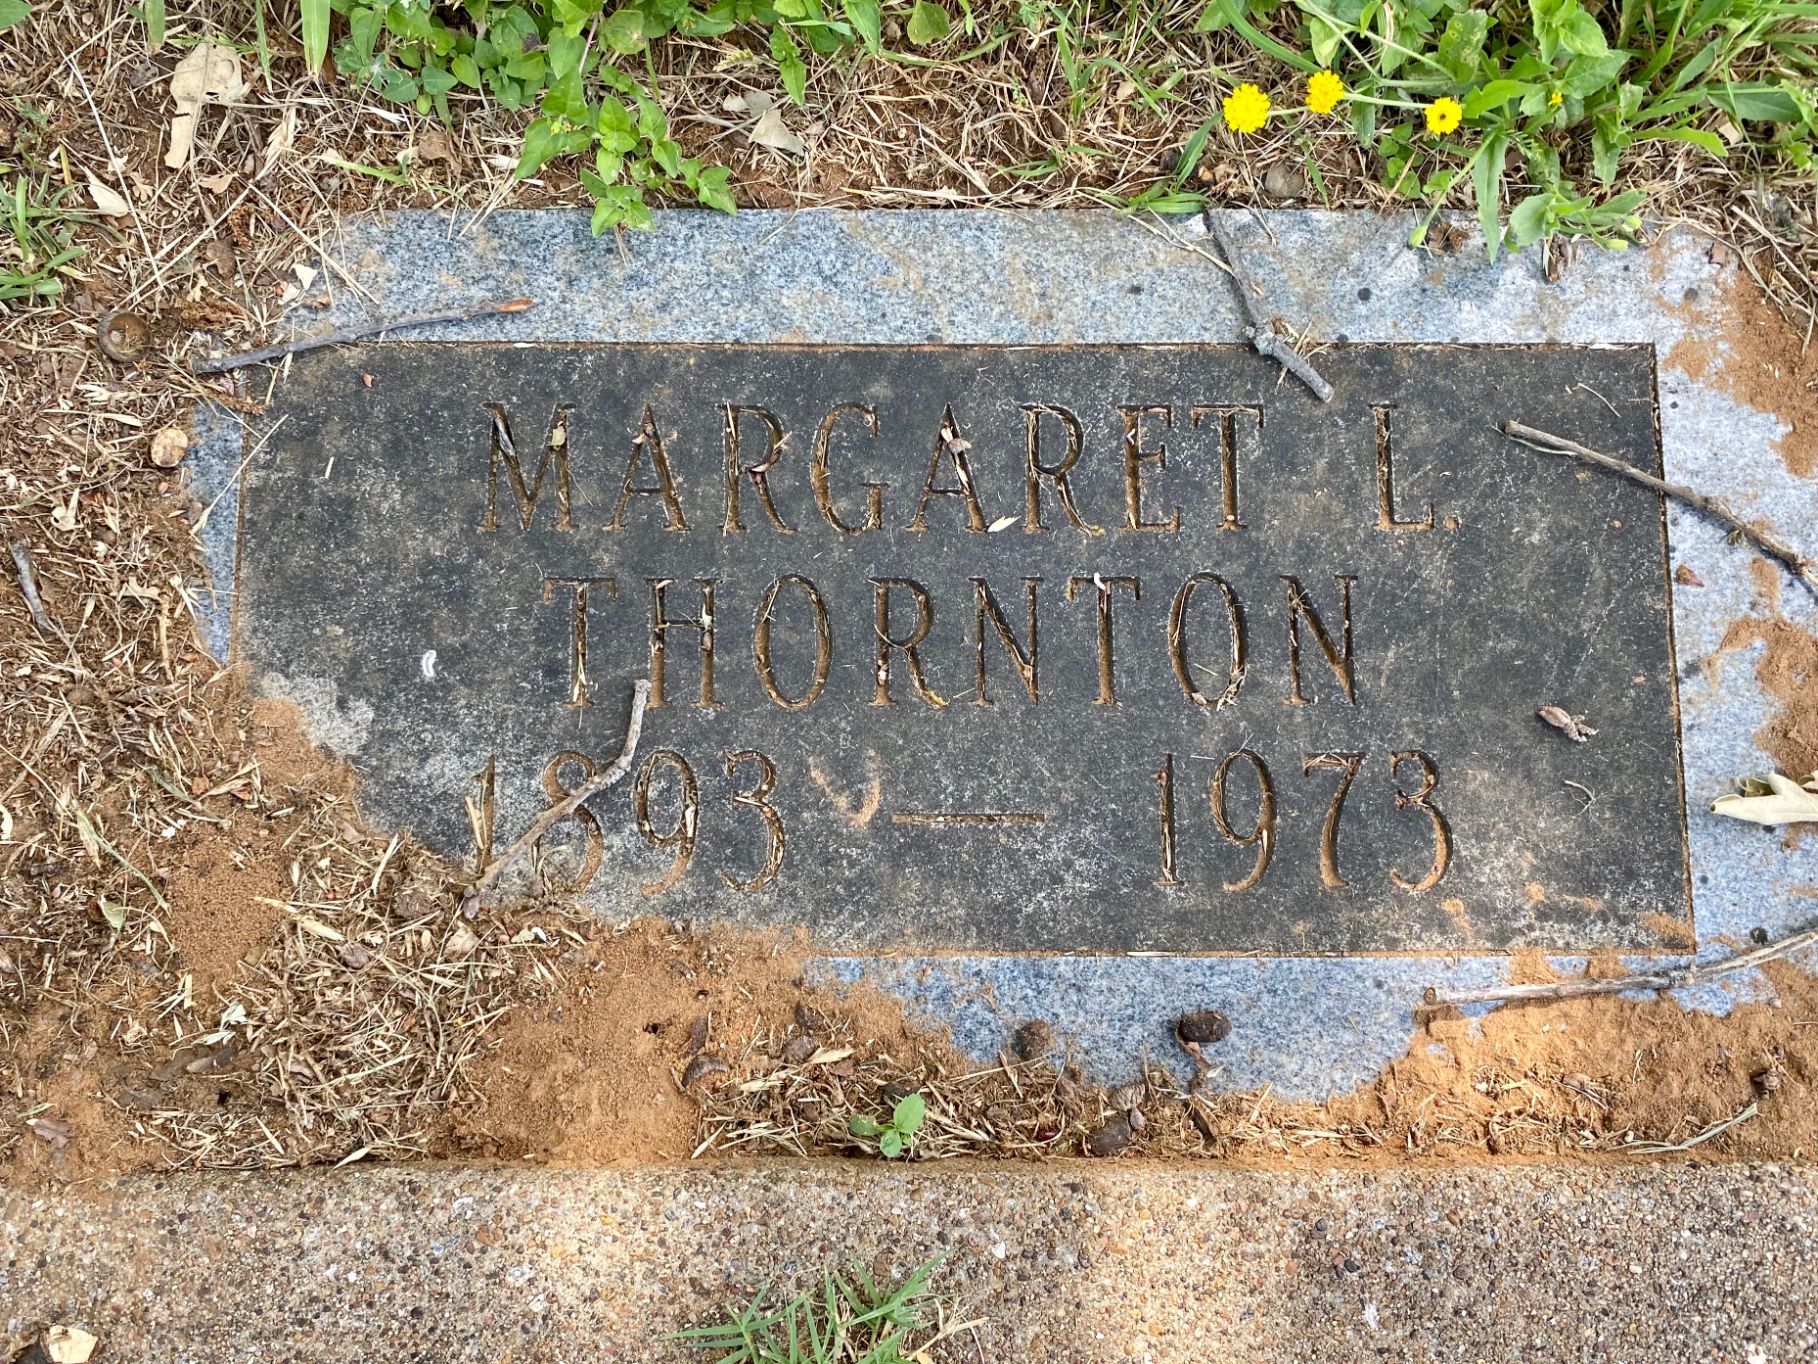 MARGARET L.
THORNTON
1893 — 1973